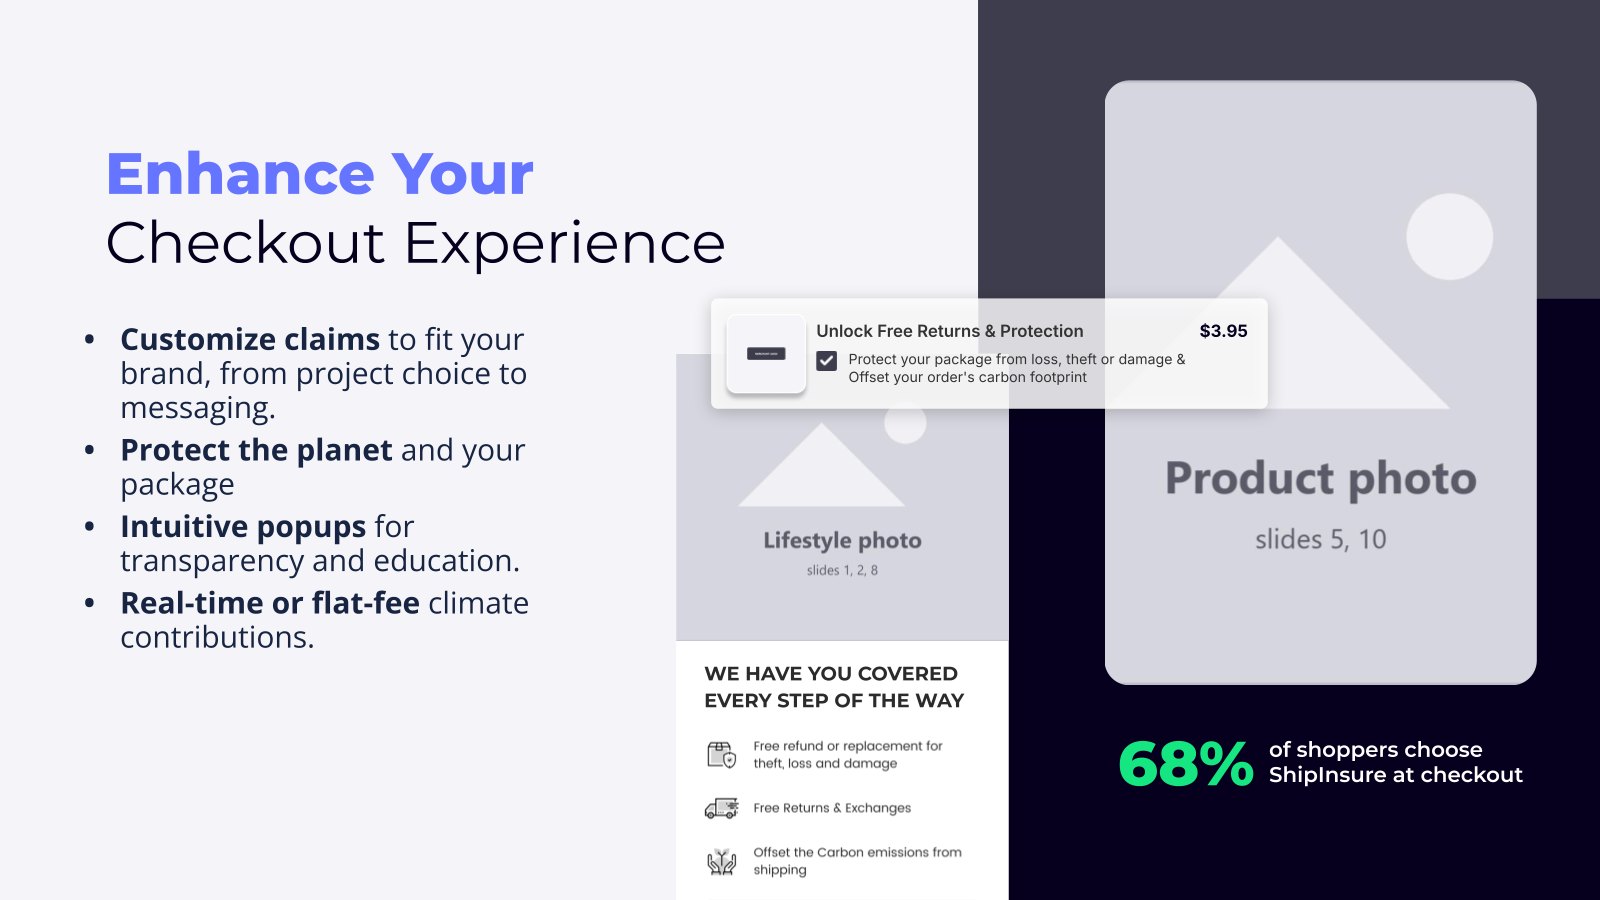 Enhance Your
Checkout Experience
• Customize claims to fit your
brand, from project choice to
messaging.
• Protect the planet and your
package
• Intuitive popups for
transparency and education.
• Real-time or flat-fee climate
contributions.
Unlock Free Returns & Protection
$3.95
Protect your package from loss, theft or damage &
Offset your order's carbon footprint
Lifestyle photo
slides 1, 2, 8
WE HAVE YOU COVERED
EVERY STEP OF THE WAY
Free refund or replacement for
theft, loss and damage
Free Returns & Exchanges
Offset the Carbon emissions from
shipping
Product photo
slides 5, 10
68%
of shoppers choose
ShipInsure at checkout